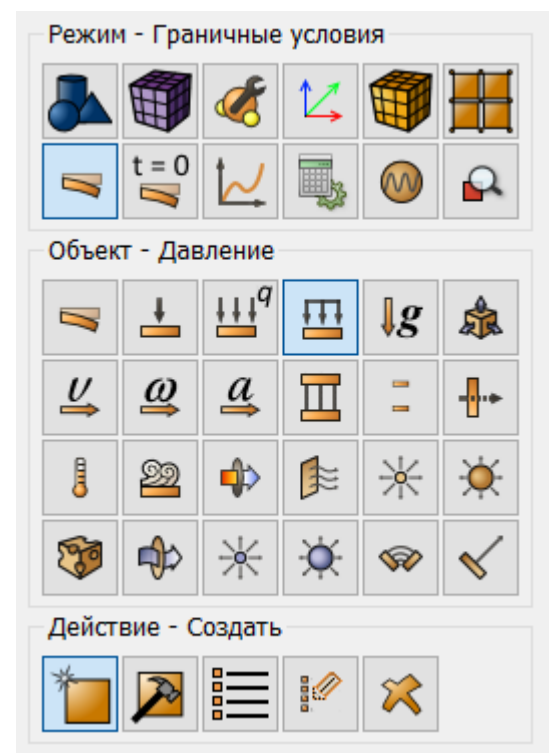 Режим - Граничные условия
t = 0
Объект - Давление
q
g
υ ω a
Действие - Создать